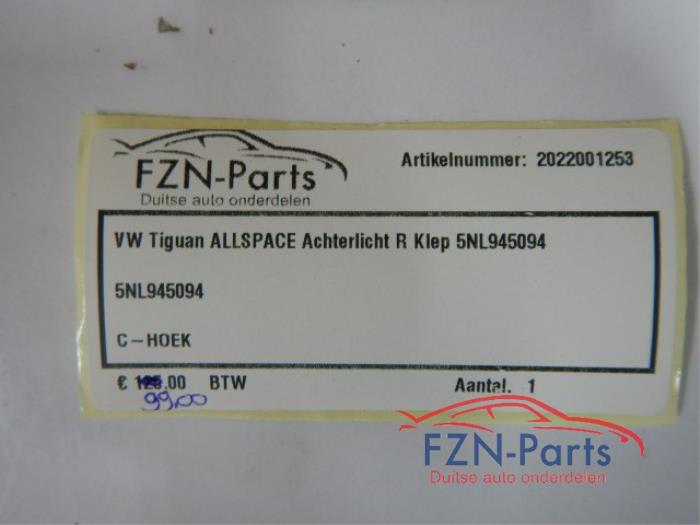 FZN-Parts
Duitse auto onderdelen
Artikelnummer: 2022001253
VW Tiguan ALLSPACE Achterlicht R Klep 5NL945094
5NL945094
C-HOEK
€ .00 BTW
Aantal. 1
99,00
FZN-Parts
Duitse auto onderdelen